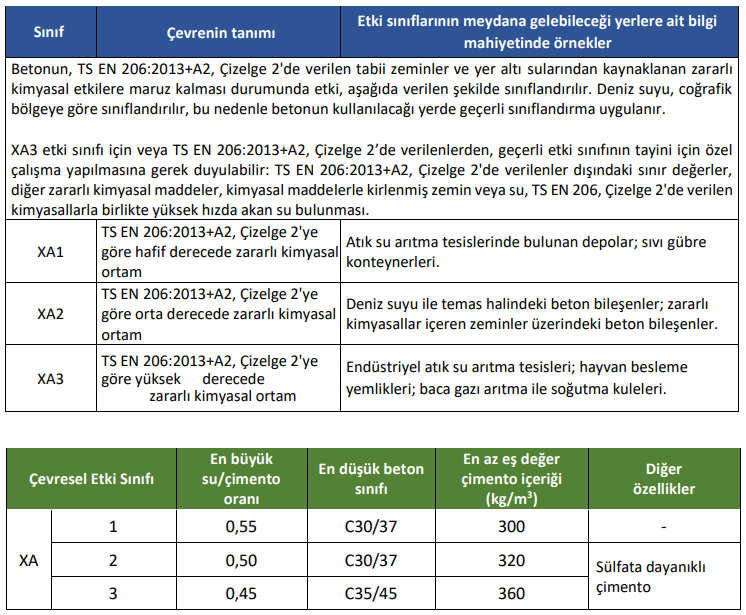 Sınıf
Çevrenin tanımı
Etki sınıflarının meydana gelebileceği yerlere ait bilgi
mahiyetinde örnekler
Betonun, TS EN 206:2013+A2, Çizelge 2'de verilen tabii zeminler ve yer altı sularından kaynaklanan zararlı
kimyasal etkilere maruz kalması durumunda etki, aşağıda verilen şekilde sınıflandırılır. Deniz suyu, coğrafik
bölgeye göre sınıflandırılır, bu nedenle betonun kullanılacağı yerde geçerli sınıflandırma uygulanır.
XA3 etki sınıfı için veya TS EN 206:2013+A2, Çizelge 2’de verilenlerden, geçerli etki sınıfının tayini için özel
çalışma yapılmasına gerek duyulabilir: TS EN 206:2013+A2, Çizelge 2'de verilenler dışındaki sınır değerler,
diğer zararlı kimyasal maddeler, kimyasal maddelerle kirlenmiş zemin veya su, TS EN 206, Çizelge 2'de verilen
kimyasallarla birlikte yüksek hızda akan su bulunması.
XA1
TS EN 206:2013+A2, Çizelge 2'ye
göre hafif derecede zararlı kimyasal
ortam
Atık su arıtma tesislerinde bulunan depolar; sıvı gübre
konteynerleri.
XA2
TS EN 206:2013+A2, Çizelge 2'ye
göre orta derecede zararlı kimyasal
ortam
Deniz suyu ile temas halindeki beton bileşenler; zararlı
kimyasallar içeren zeminler üzerindeki beton bileşenler.
XA3
TS EN 206:2013+A2, Çizelge 2'ye
göre yüksek derecede
zararlı kimyasal ortam
Endüstriyel atık su arıtma tesisleri; hayvan besleme
yemlikleri; baca gazı arıtma ile soğutma kuleleri.
Çevresel Etki Sınıfı
En büyük
su/çimento
oranı
En düşük beton
sınıfı
En az eş değer
çimento içeriği
(kg/m³)
Diğer
özellikler
XA
1
0,55
C30/37
300
-
2
0,50
C30/37
320
Sülfata dayanıklı
çimento
3
0,45
C35/45
360